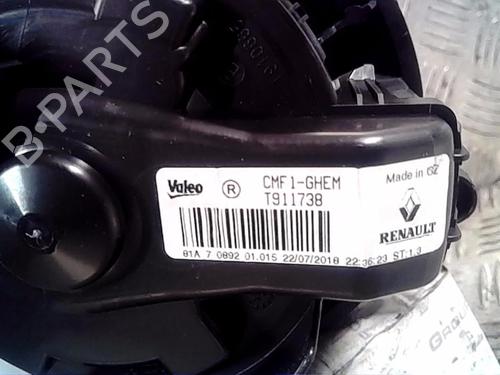 B-PARTS
Valeo ® CMF1-GHEM Made in CZ
T911738
RENAULT
81A 7 0892 01.015 22/07/2018 22:36:23 ST:1.3